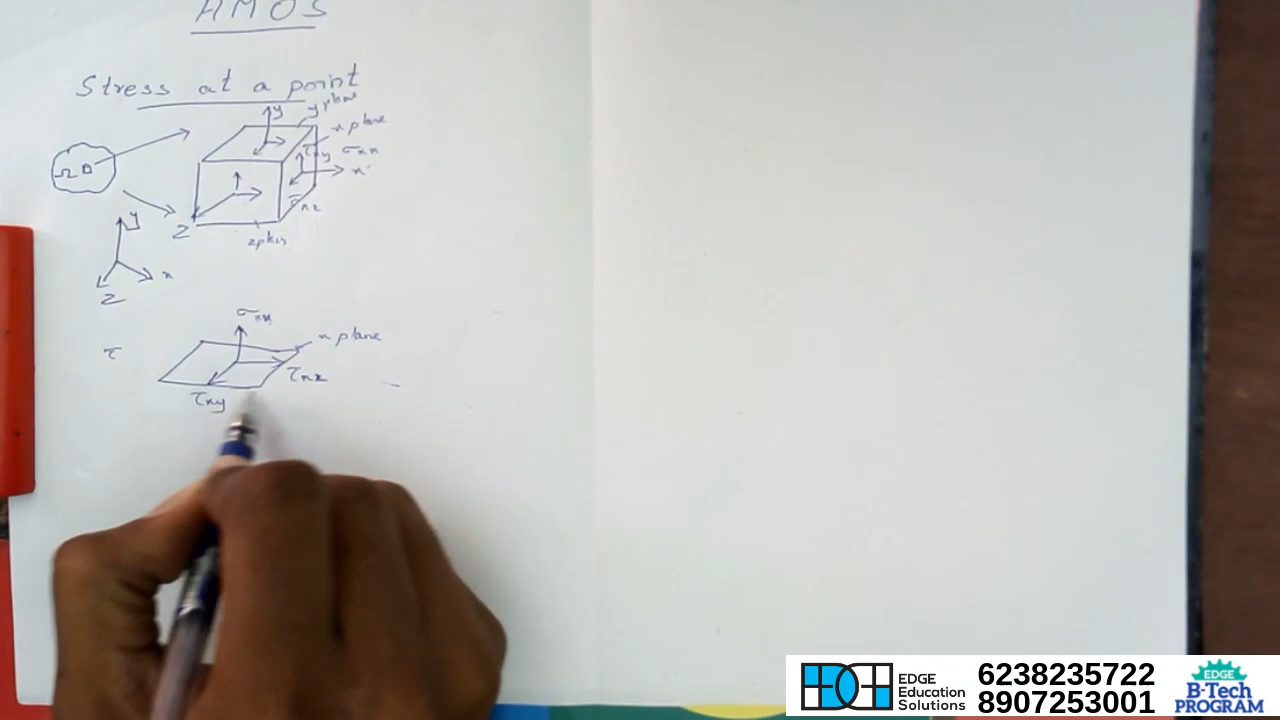 AMOS
Stress at a point
y
y plane
x plane
τxy
σxx
x
τxz
Z
z plane
y
x
Z
σxx
x plane
τ
τxz
τxy
EDGE
Education
Solutions
6238235722
8907253001
EDGE
B-Tech
PROGRAM